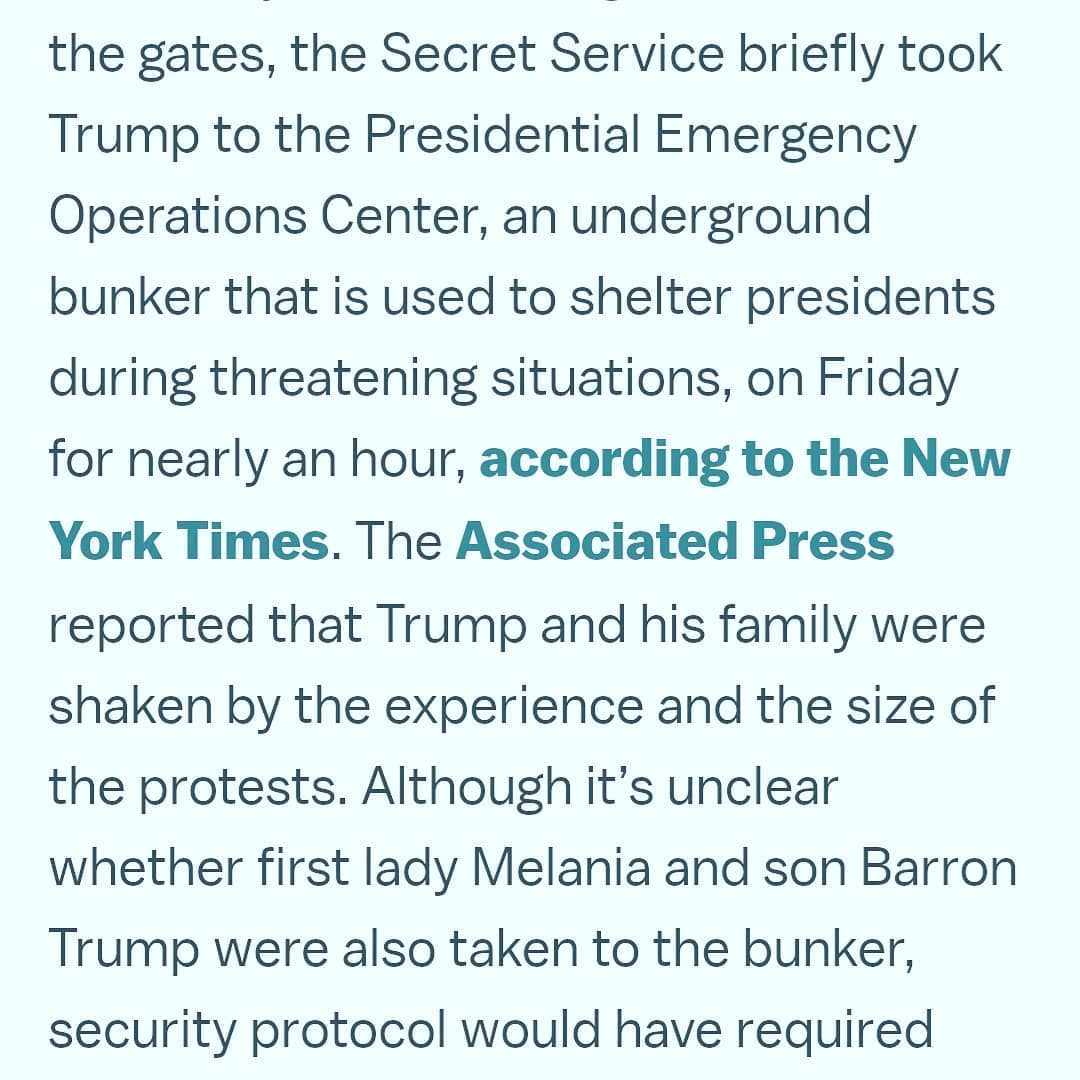 the gates, the Secret Service briefly took
Trump to the Presidential Emergency
Operations Center, an underground
bunker that is used to shelter presidents
during threatening situations, on Friday
for nearly an hour, according to the New
York Times. The Associated Press
reported that Trump and his family were
shaken by the experience and the size of
the protests. Although it’s unclear
whether first lady Melania and son Barron
Trump were also taken to the bunker,
security protocol would have required